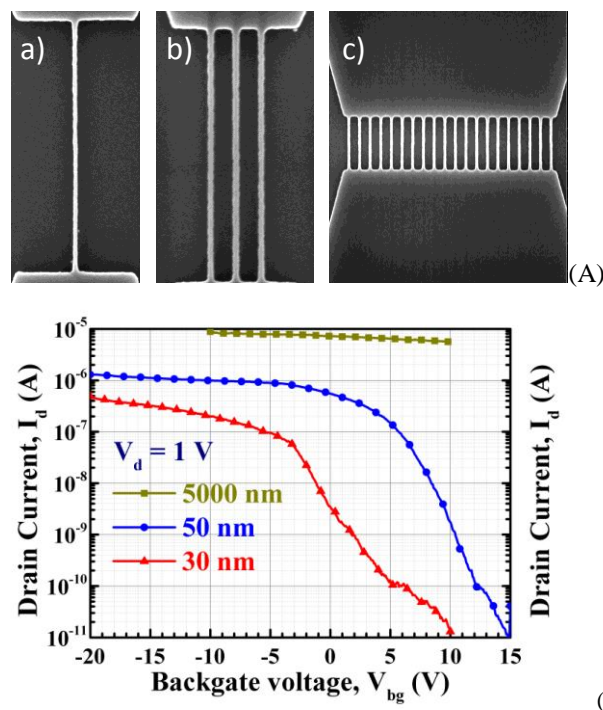 a)
b)
c)
(A)
10^-5
10^-6
10^-7
10^-8
10^-9
10^-10
10^-11
Drain Current, I_d (A)
V_d = 1 V
5000 nm
50 nm
30 nm
Drain Current, I_d (A)
-20 -15 -10 -5 0 5 10 15
Backgate voltage, V_bg (V)
(